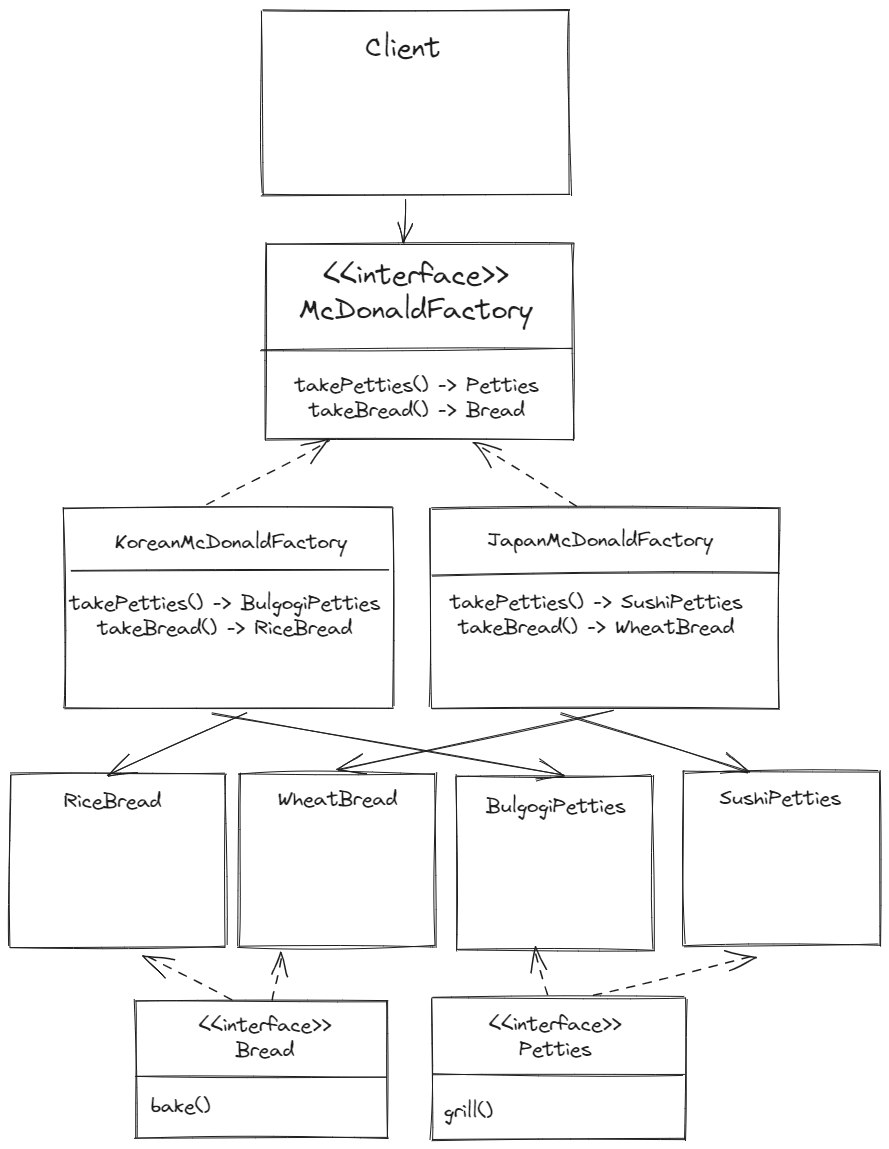 Client
<<interface>>
McDonaldFactory
takePetties() -> Petties
takeBread() -> Bread
KoreanMcDonaldFactory
takePetties() -> BulgogiPetties
takeBread() -> RiceBread
JapanMcDonaldFactory
takePetties() -> SushiPetties
takeBread() -> WheatBread
RiceBread
WheatBread
BulgogiPetties
SushiPetties
<<interface>>
Bread
bake()
<<interface>>
Petties
grill()